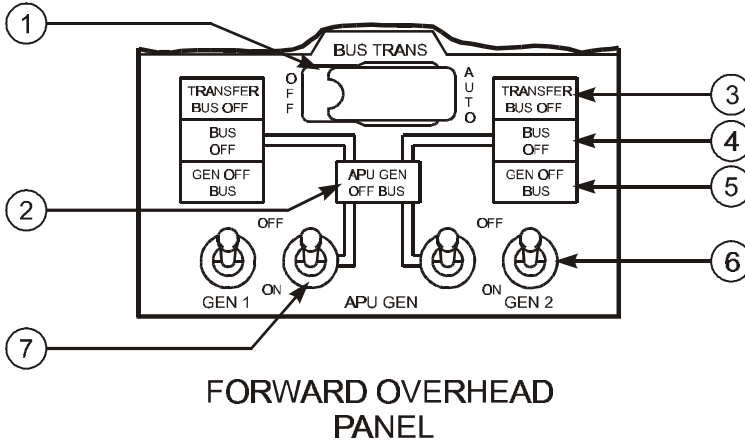 1
BUS TRANS
OFF
AUTO
TRANSFER
BUS OFF
TRANSFER
BUS OFF
3
BUS
OFF
BUS
OFF
4
GEN OFF
BUS
APU GEN
OFF BUS
GEN OFF
BUS
5
2
OFF
OFF
6
ON
ON
GEN 1
APU GEN
GEN 2
7
FORWARD OVERHEAD
PANEL